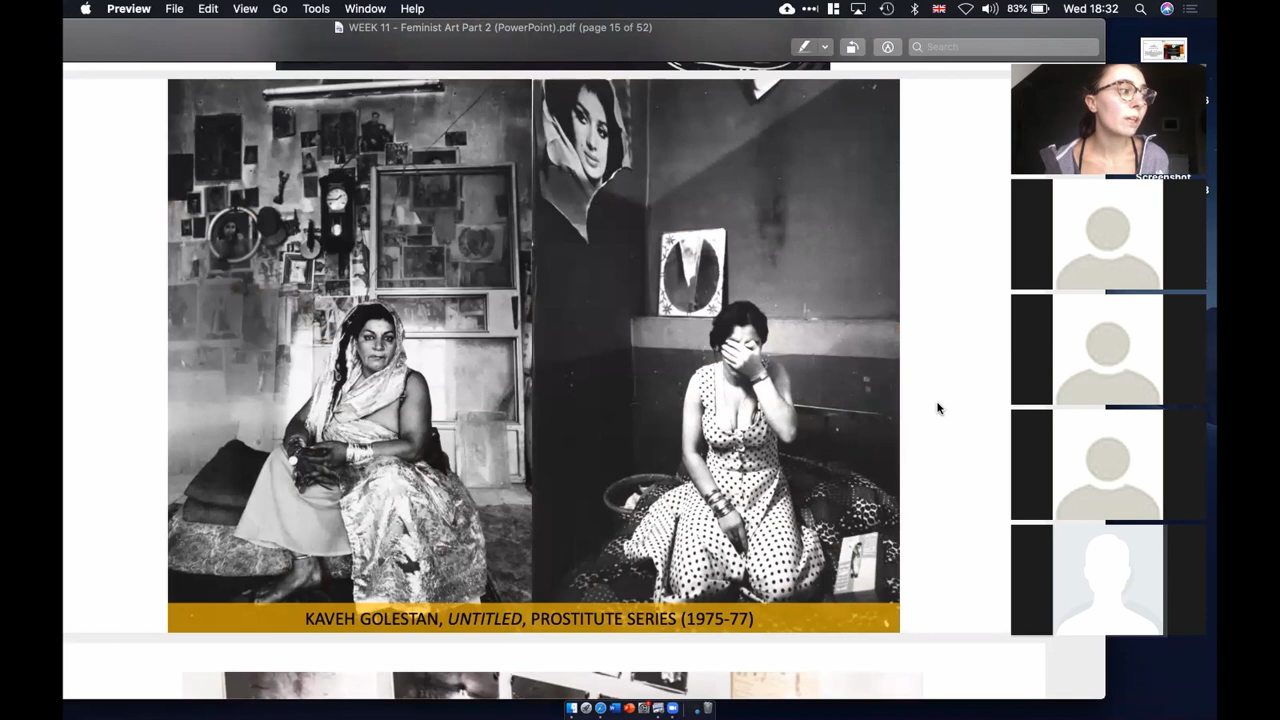 Preview File Edit View Go Tools Window Help 83% Wed 18:32
WEEK 11 - Feminist Art Part 2 (PowerPoint).pdf (page 15 of 52)
Search
Screenshot
KAVEH GOLESTAN, UNTITLED, PROSTITUTE SERIES (1975-77)